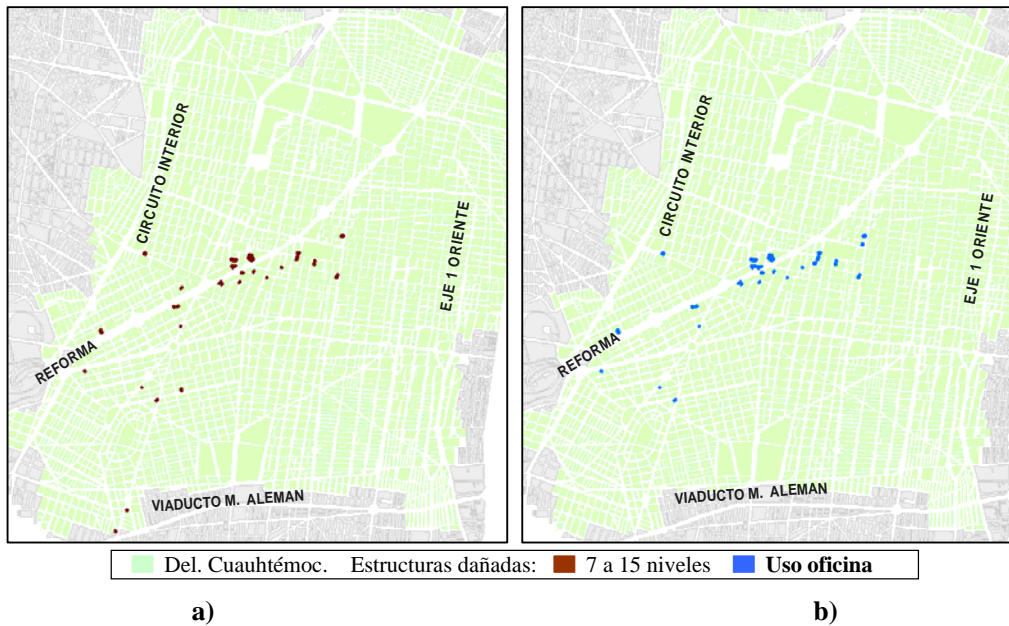 CIRCUITO INTERIOR
EJE 1 ORIENTE
REFORMA
VIADUCTO M. ALEMAN
CIRCUITO INTERIOR
EJE 1 ORIENTE
REFORMA
VIADUCTO M. ALEMAN
Del. Cuauhtémoc. Estructuras dañadas: 7 a 15 niveles Uso oficina
a) b)